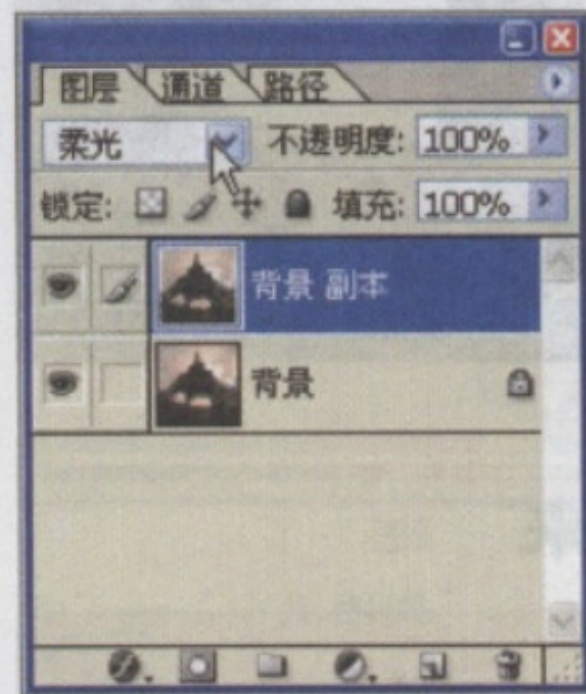 图层 通道 路径
柔光 不透明度: 100%
锁定: 填充: 100%
背景 副本
背景